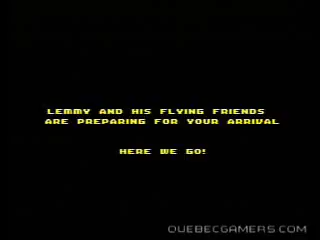 LEMMY AND HIS FLYING FRIENDS
ARE PREPARING FOR YOUR ARRIVAL
HERE WE GO!
QUEBECGAMERS.COM